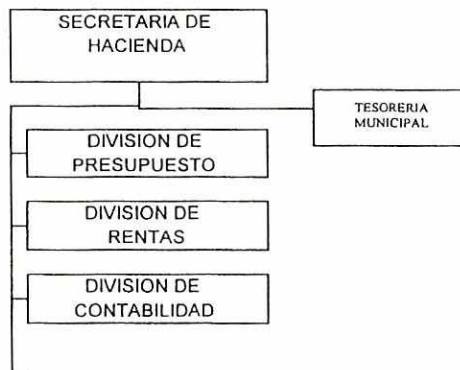 SECRETARIA DE
HACIENDA
TESORERIA
MUNICIPAL
DIVISION DE
PRESUPUESTO
DIVISION DE
RENTAS
DIVISION DE
CONTABILIDAD